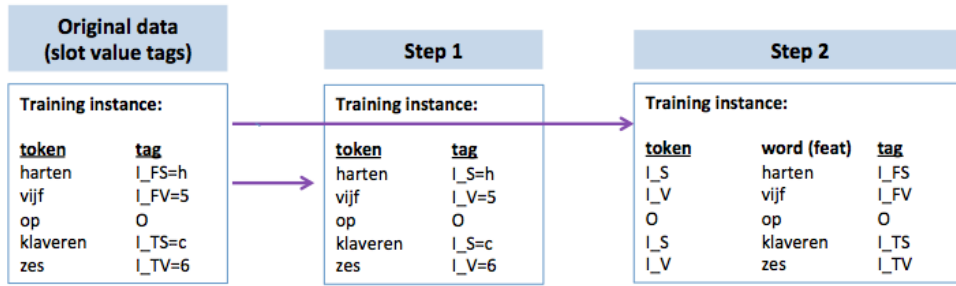 Original data
(slot value tags)
Training instance:
token tag
harten I_FS=h
vijf I_FV=5
op O
klaveren I_TS=c
zes I_TV=6
Step 1
Training instance:
token tag
harten I_S=h
vijf I_V=5
op O
klaveren I_S=c
zes I_V=6
Step 2
Training instance:
token word (feat) tag
I_S harten I_FS
I_V vijf I_FV
O op O
I_S klaveren I_TS
I_V zes I_TV